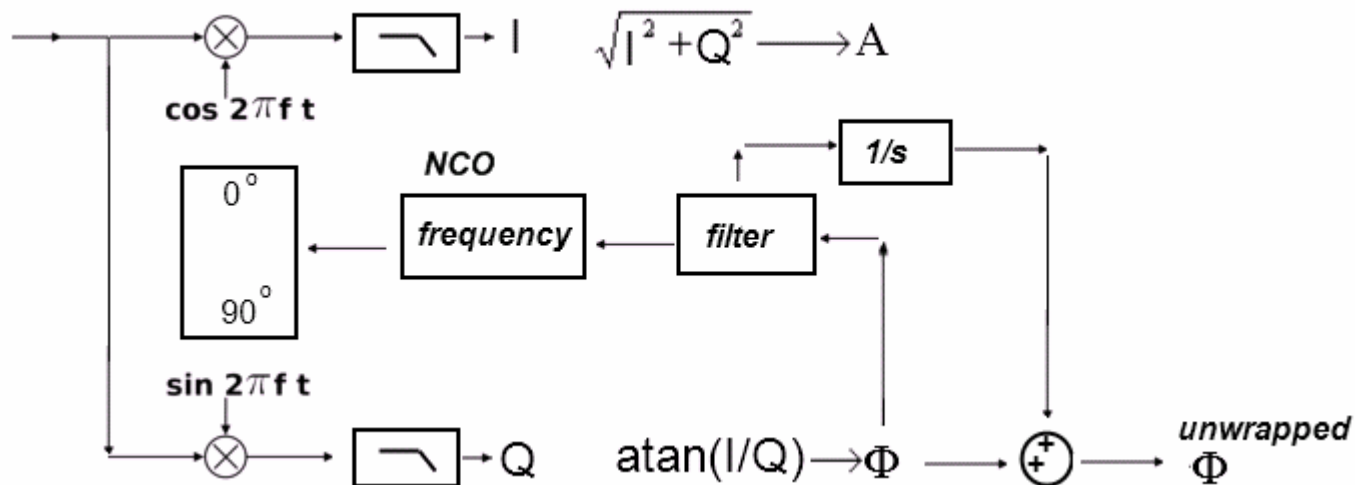 I
√I² + Q² → A
cos 2πf t
1/s
NCO
0°
frequency
filter
90°
sin 2πf t
unwrapped
Q
atan(I/Q) → Φ
+
+
Φ